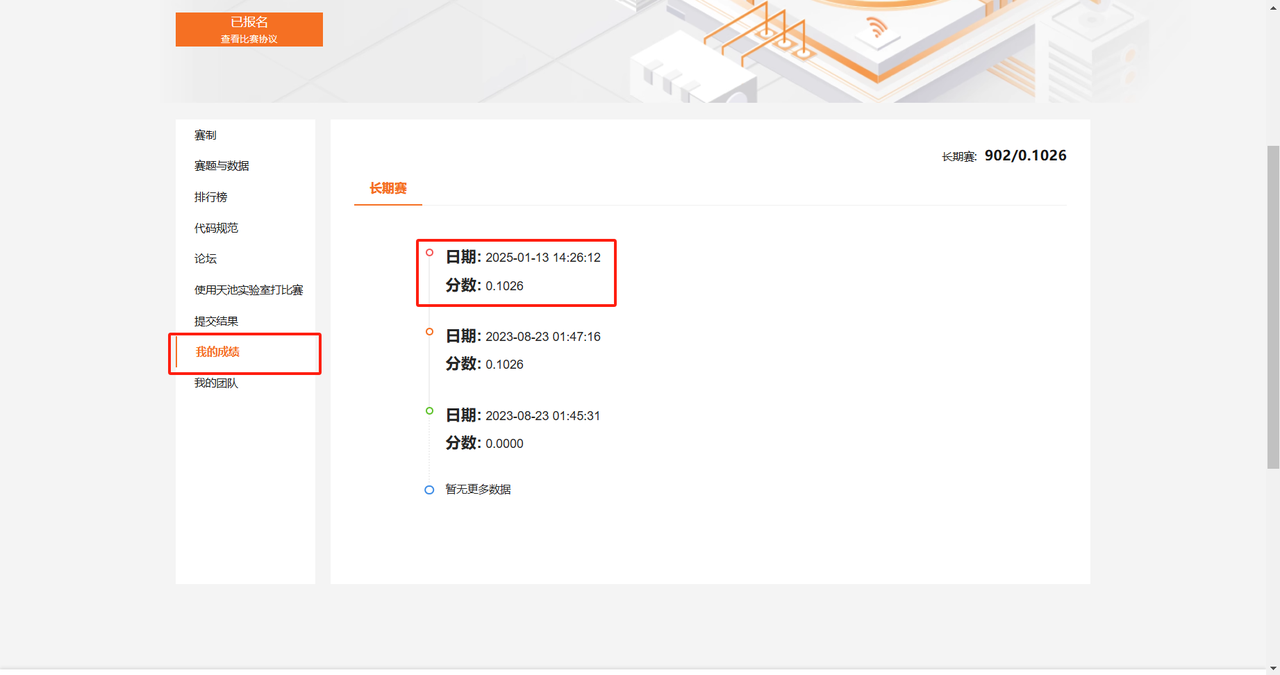 已报名
查看比赛协议
赛制
赛题与数据
排行榜
代码规范
论坛
使用天池实验室打比赛
提交结果
我的成绩
我的团队
长期赛: 902/0.1026
长期赛
日期: 2025-01-13 14:26:12
分数: 0.1026
日期: 2023-08-23 01:47:16
分数: 0.1026
日期: 2023-08-23 01:45:31
分数: 0.0000
暂无更多数据